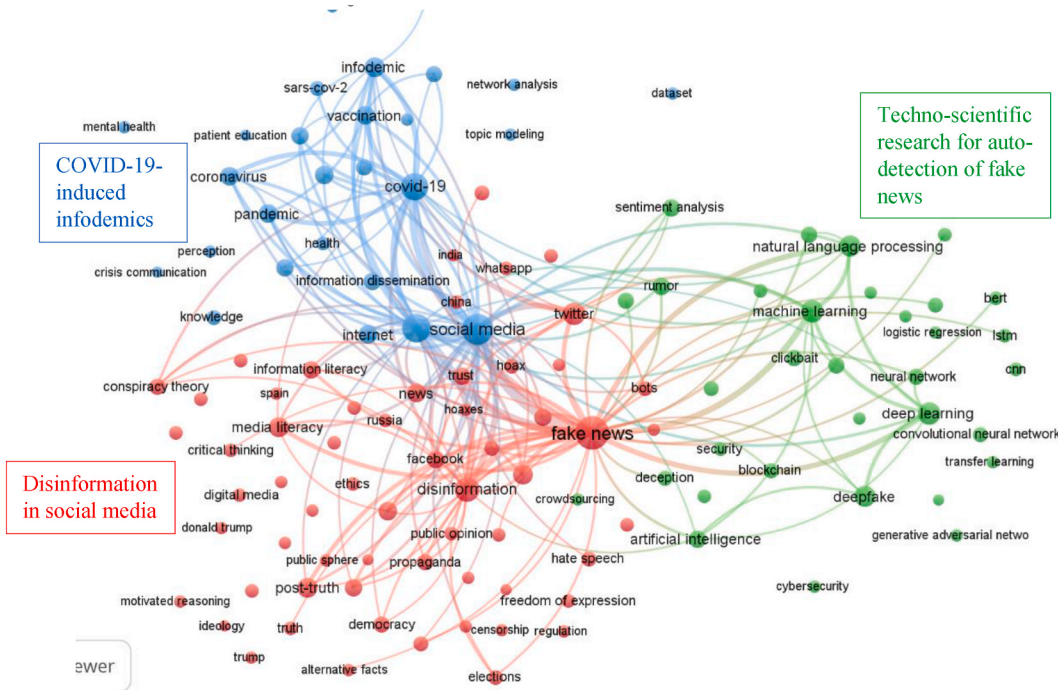 infodemic
sars-cov-2
network analysis
dataset
vaccination
mental health
patient education
topic modeling
Techno-scientific
research for auto-
detection of fake
news
COVID-19-
induced
infodemics
coronavirus
covid-19
pandemic
sentiment analysis
health
natural language processing
perception
india
whatsapp
crisis communication
information dissemination
rumor
china
bert
knowledge
twitter
machine learning
internet
social media
logistic regression
lstm
information literacy
trust
hoax
clickbait
cnn
conspiracy theory
neural network
spain
news
bots
hoaxes
deep learning
russia
media literacy
fake news
convolutional neural network
critical thinking
security
facebook
transfer learning
blockchain
deception
Disinformation
in social media
ethics
disinformation
digital media
crowdsourcing
deepfake
donald trump
public opinion
artificial intelligence
generative adversarial netwo
public sphere
propaganda
hate speech
post-truth
cybersecurity
motivated reasoning
freedom of expression
ideology
truth
democracy
censorship
regulation
trump
alternative facts
elections
ewer